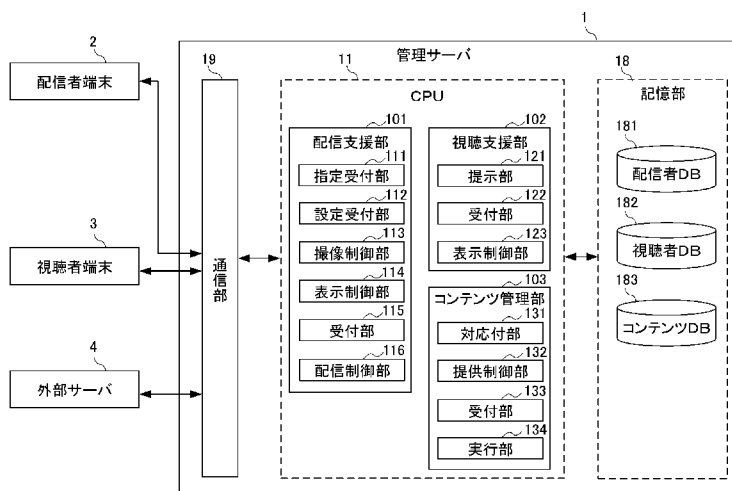 1
管理サーバ
2
配信者端末
3
視聴者端末
4
外部サーバ
19
通信部
11
CPU
101
配信支援部
111
指定受付部
112
設定受付部
113
撮像制御部
114
表示制御部
115
受付部
116
配信制御部
102
視聴支援部
121
提示部
122
受付部
123
表示制御部
103
コンテンツ管理部
131
対応付部
132
提供制御部
133
受付部
134
実行部
18
記憶部
181
配信者DB
182
視聴者DB
183
コンテンツDB